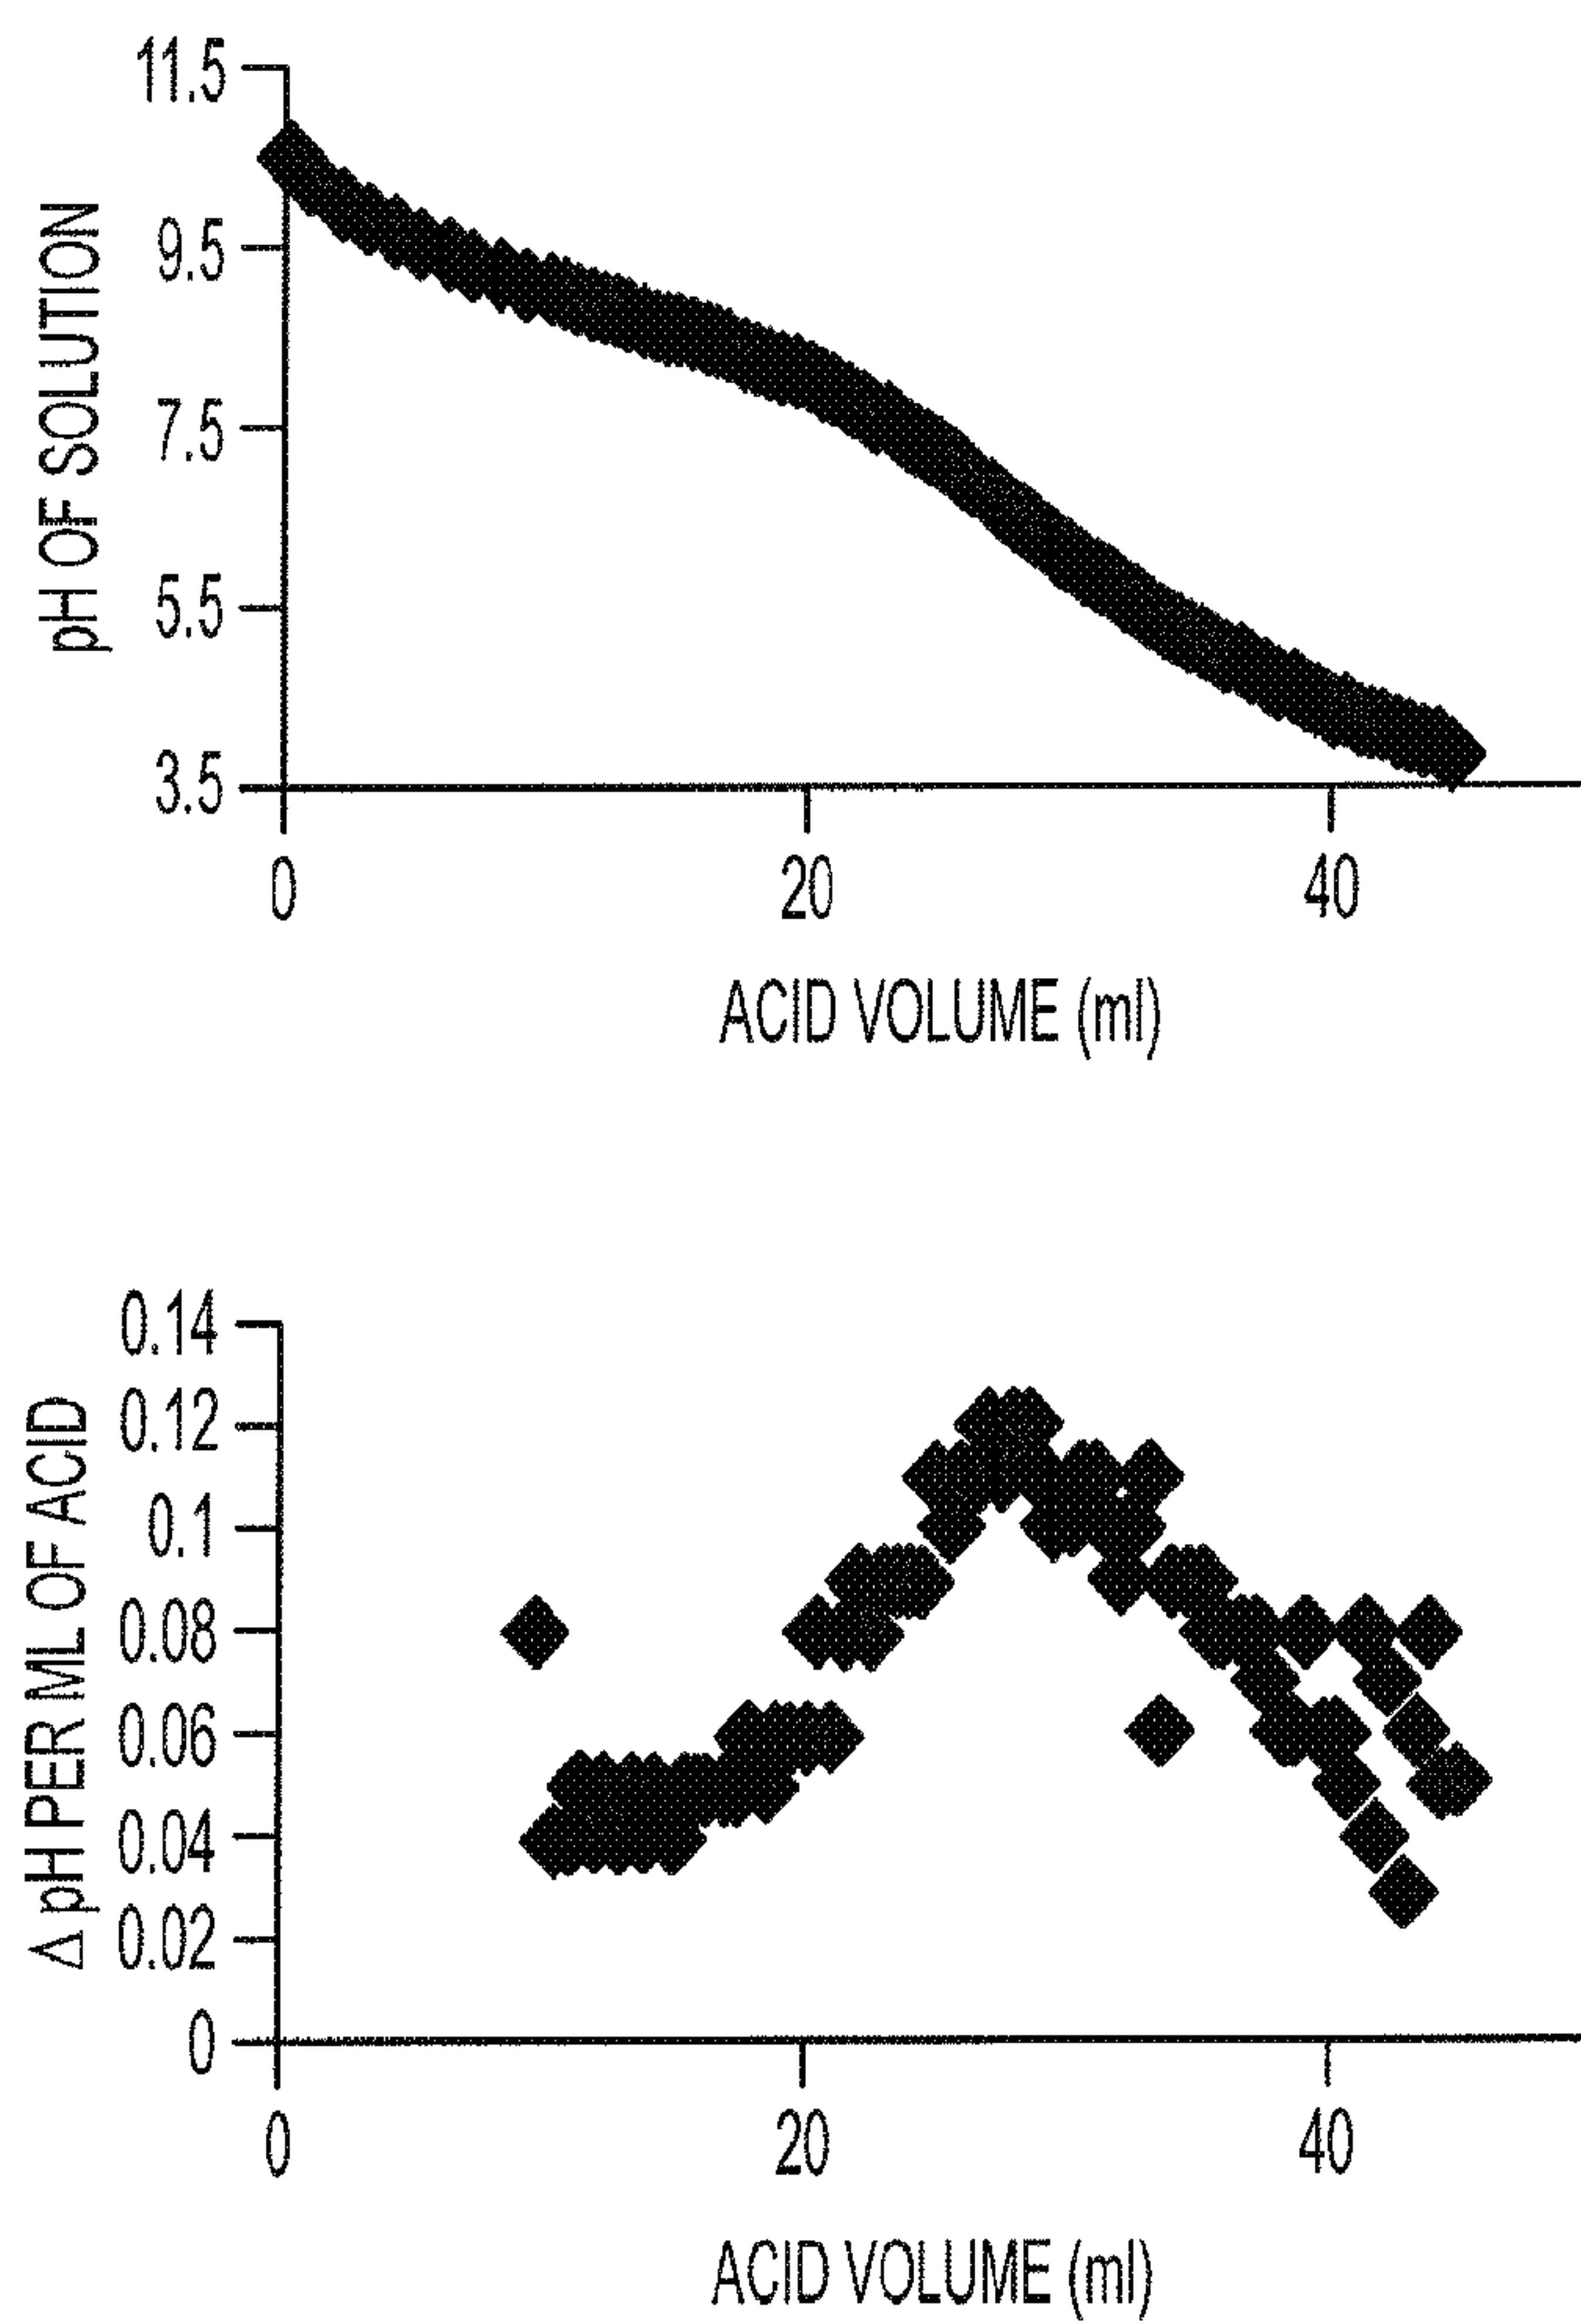 11.5
9.5
7.5
5.5
3.5
pH OF SOLUTION
0 20 40
ACID VOLUME (ml)
0.14
0.12
0.1
0.08
0.06
0.04
0.02
0
Δ pH PER ML OF ACID
0 20 40
ACID VOLUME (ml)